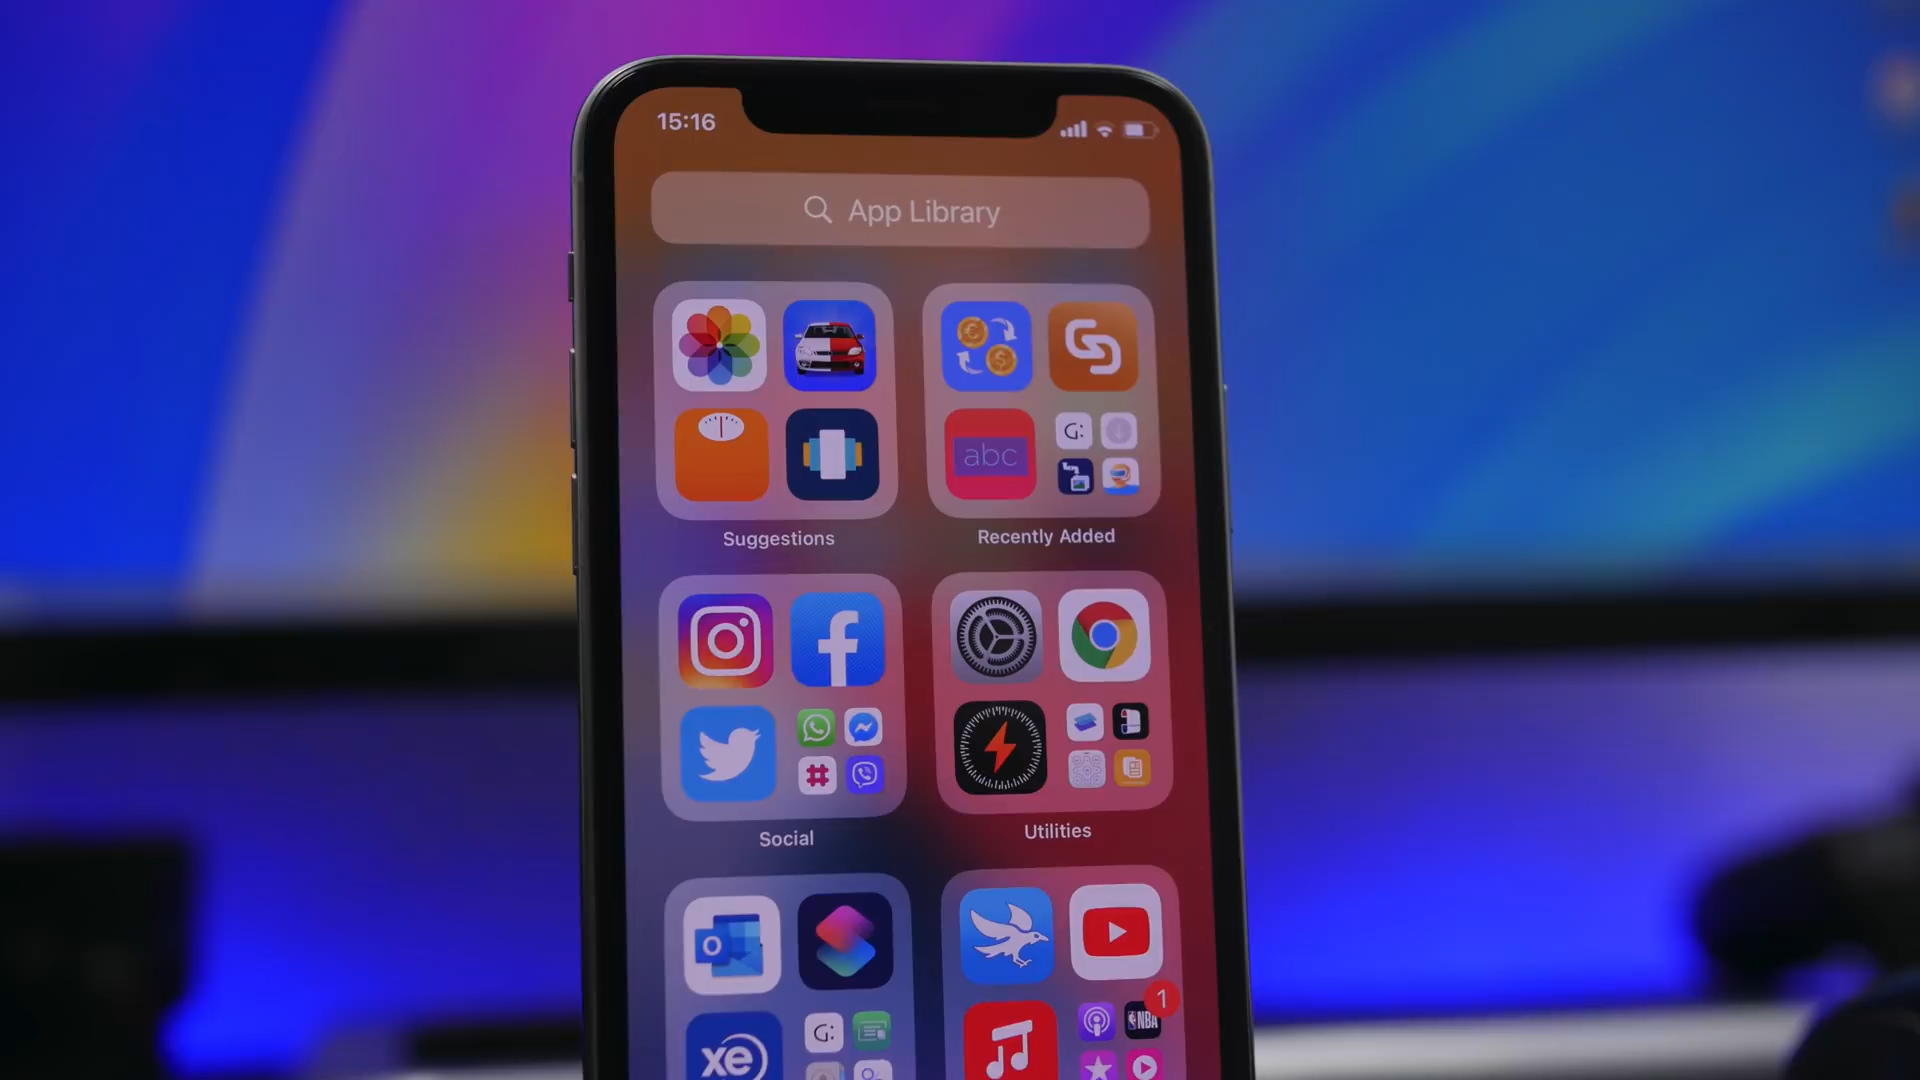 15:16
App Library
abc
G:
Suggestions
Recently Added
Social
Utilities
O
1
NBA
G:
xe